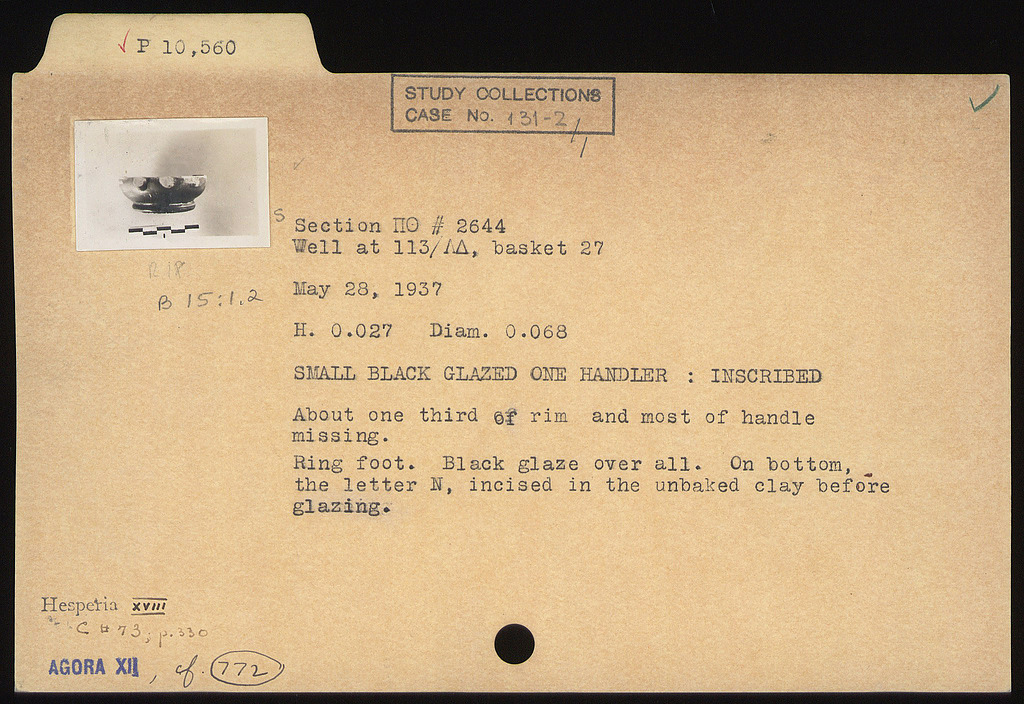 P 10,560
STUDY COLLECTIONS
CASE No. 131-2/1
S
Section ΠΘ # 2644
Well at 113/ΛΔ, basket 27
R 18
B 15:1.2
May 28, 1937
H. 0.027 Diam. 0.068
SMALL BLACK GLAZED ONE HANDLER : INSCRIBED
About one third of rim and most of handle
missing.
Ring foot. Black glaze over all. On bottom,
the letter N, incised in the unbaked clay before
glazing.
Hesperia XVIII
C # 73, p. 330
AGORA XII, cf. 772